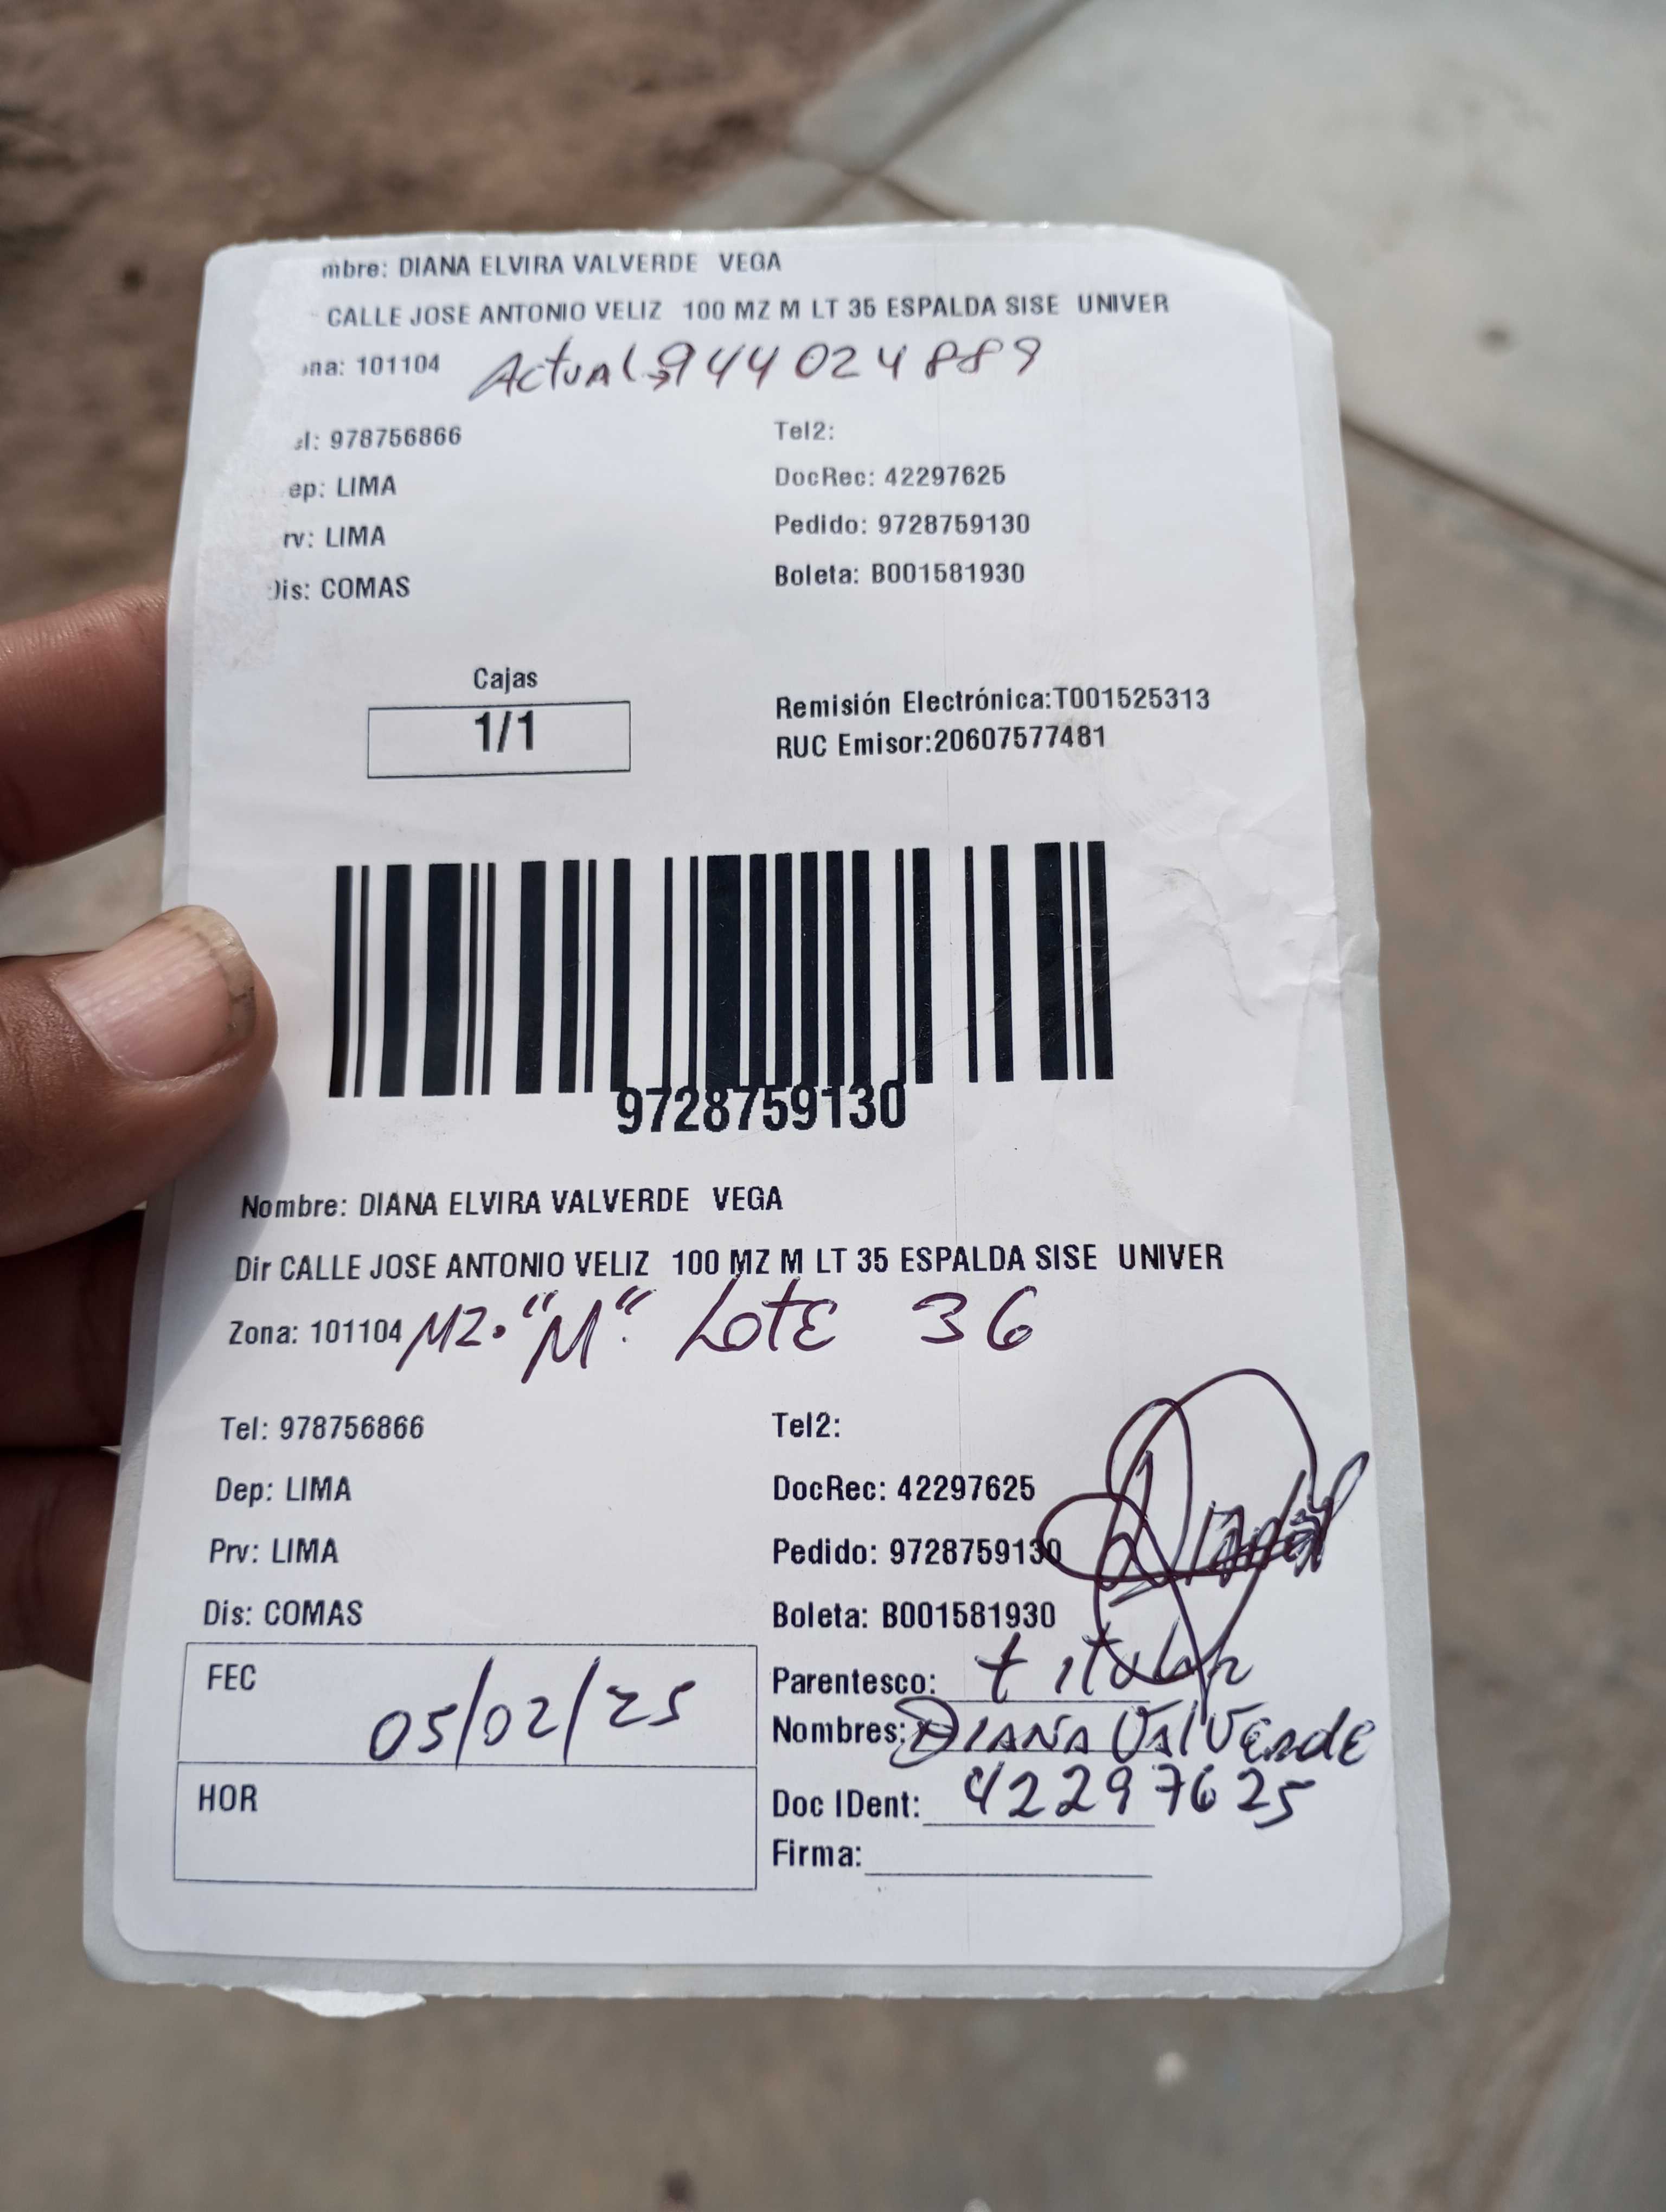 mbre: DIANA ELVIRA VALVERDE VEGA
CALLE JOSE ANTONIO VELIZ 100 MZ M LT 35 ESPALDA SISE UNIVER
ona: 101104 Actual 944024889
el: 978756866 Tel2:
ep: LIMA DocRec: 42297625
rv: LIMA Pedido: 9728759130
Dis: COMAS Boleta: B001581930
Cajas
1/1
Remisión Electrónica:T001525313
RUC Emisor:20607577481
9728759130
Nombre: DIANA ELVIRA VALVERDE VEGA
Dir CALLE JOSE ANTONIO VELIZ 100 MZ M LT 35 ESPALDA SISE UNIVER
Zona: 101104 MZ. "M". Lote 36
Tel: 978756866 Tel2:
Dep: LIMA DocRec: 42297625
Prv: LIMA Pedido: 9728759130
Dis: COMAS Boleta: B001581930
FEC 05/02/25
HOR
Parentesco: titular
Nombres: DIANA Valverde
Doc IDent: 42297625
Firma: